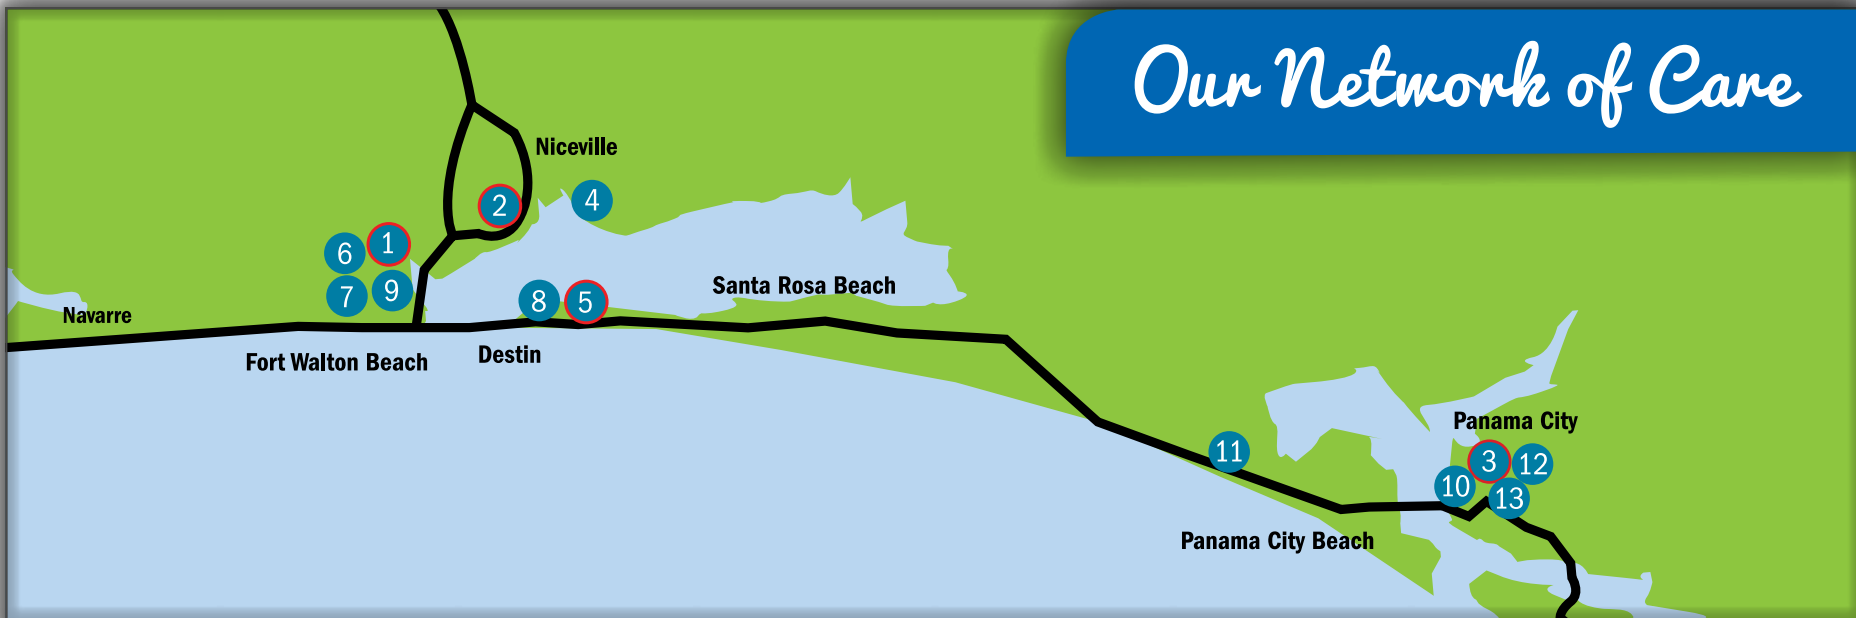 Our Network of Care
Niceville
2
4
1
6
9
7
8
5
Santa Rosa Beach
Navarre
Fort Walton Beach
Destin
Panama City
11
3
12
10
13
Panama City Beach